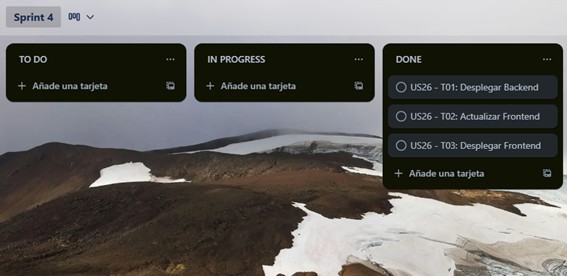 Sprint 4
TO DO
Añade una tarjeta
IN PROGRESS
Añade una tarjeta
DONE
US26 - T01: Desplegar Backend
US26 - T02: Actualizar Frontend
US26 - T03: Desplegar Frontend
Añade una tarjeta